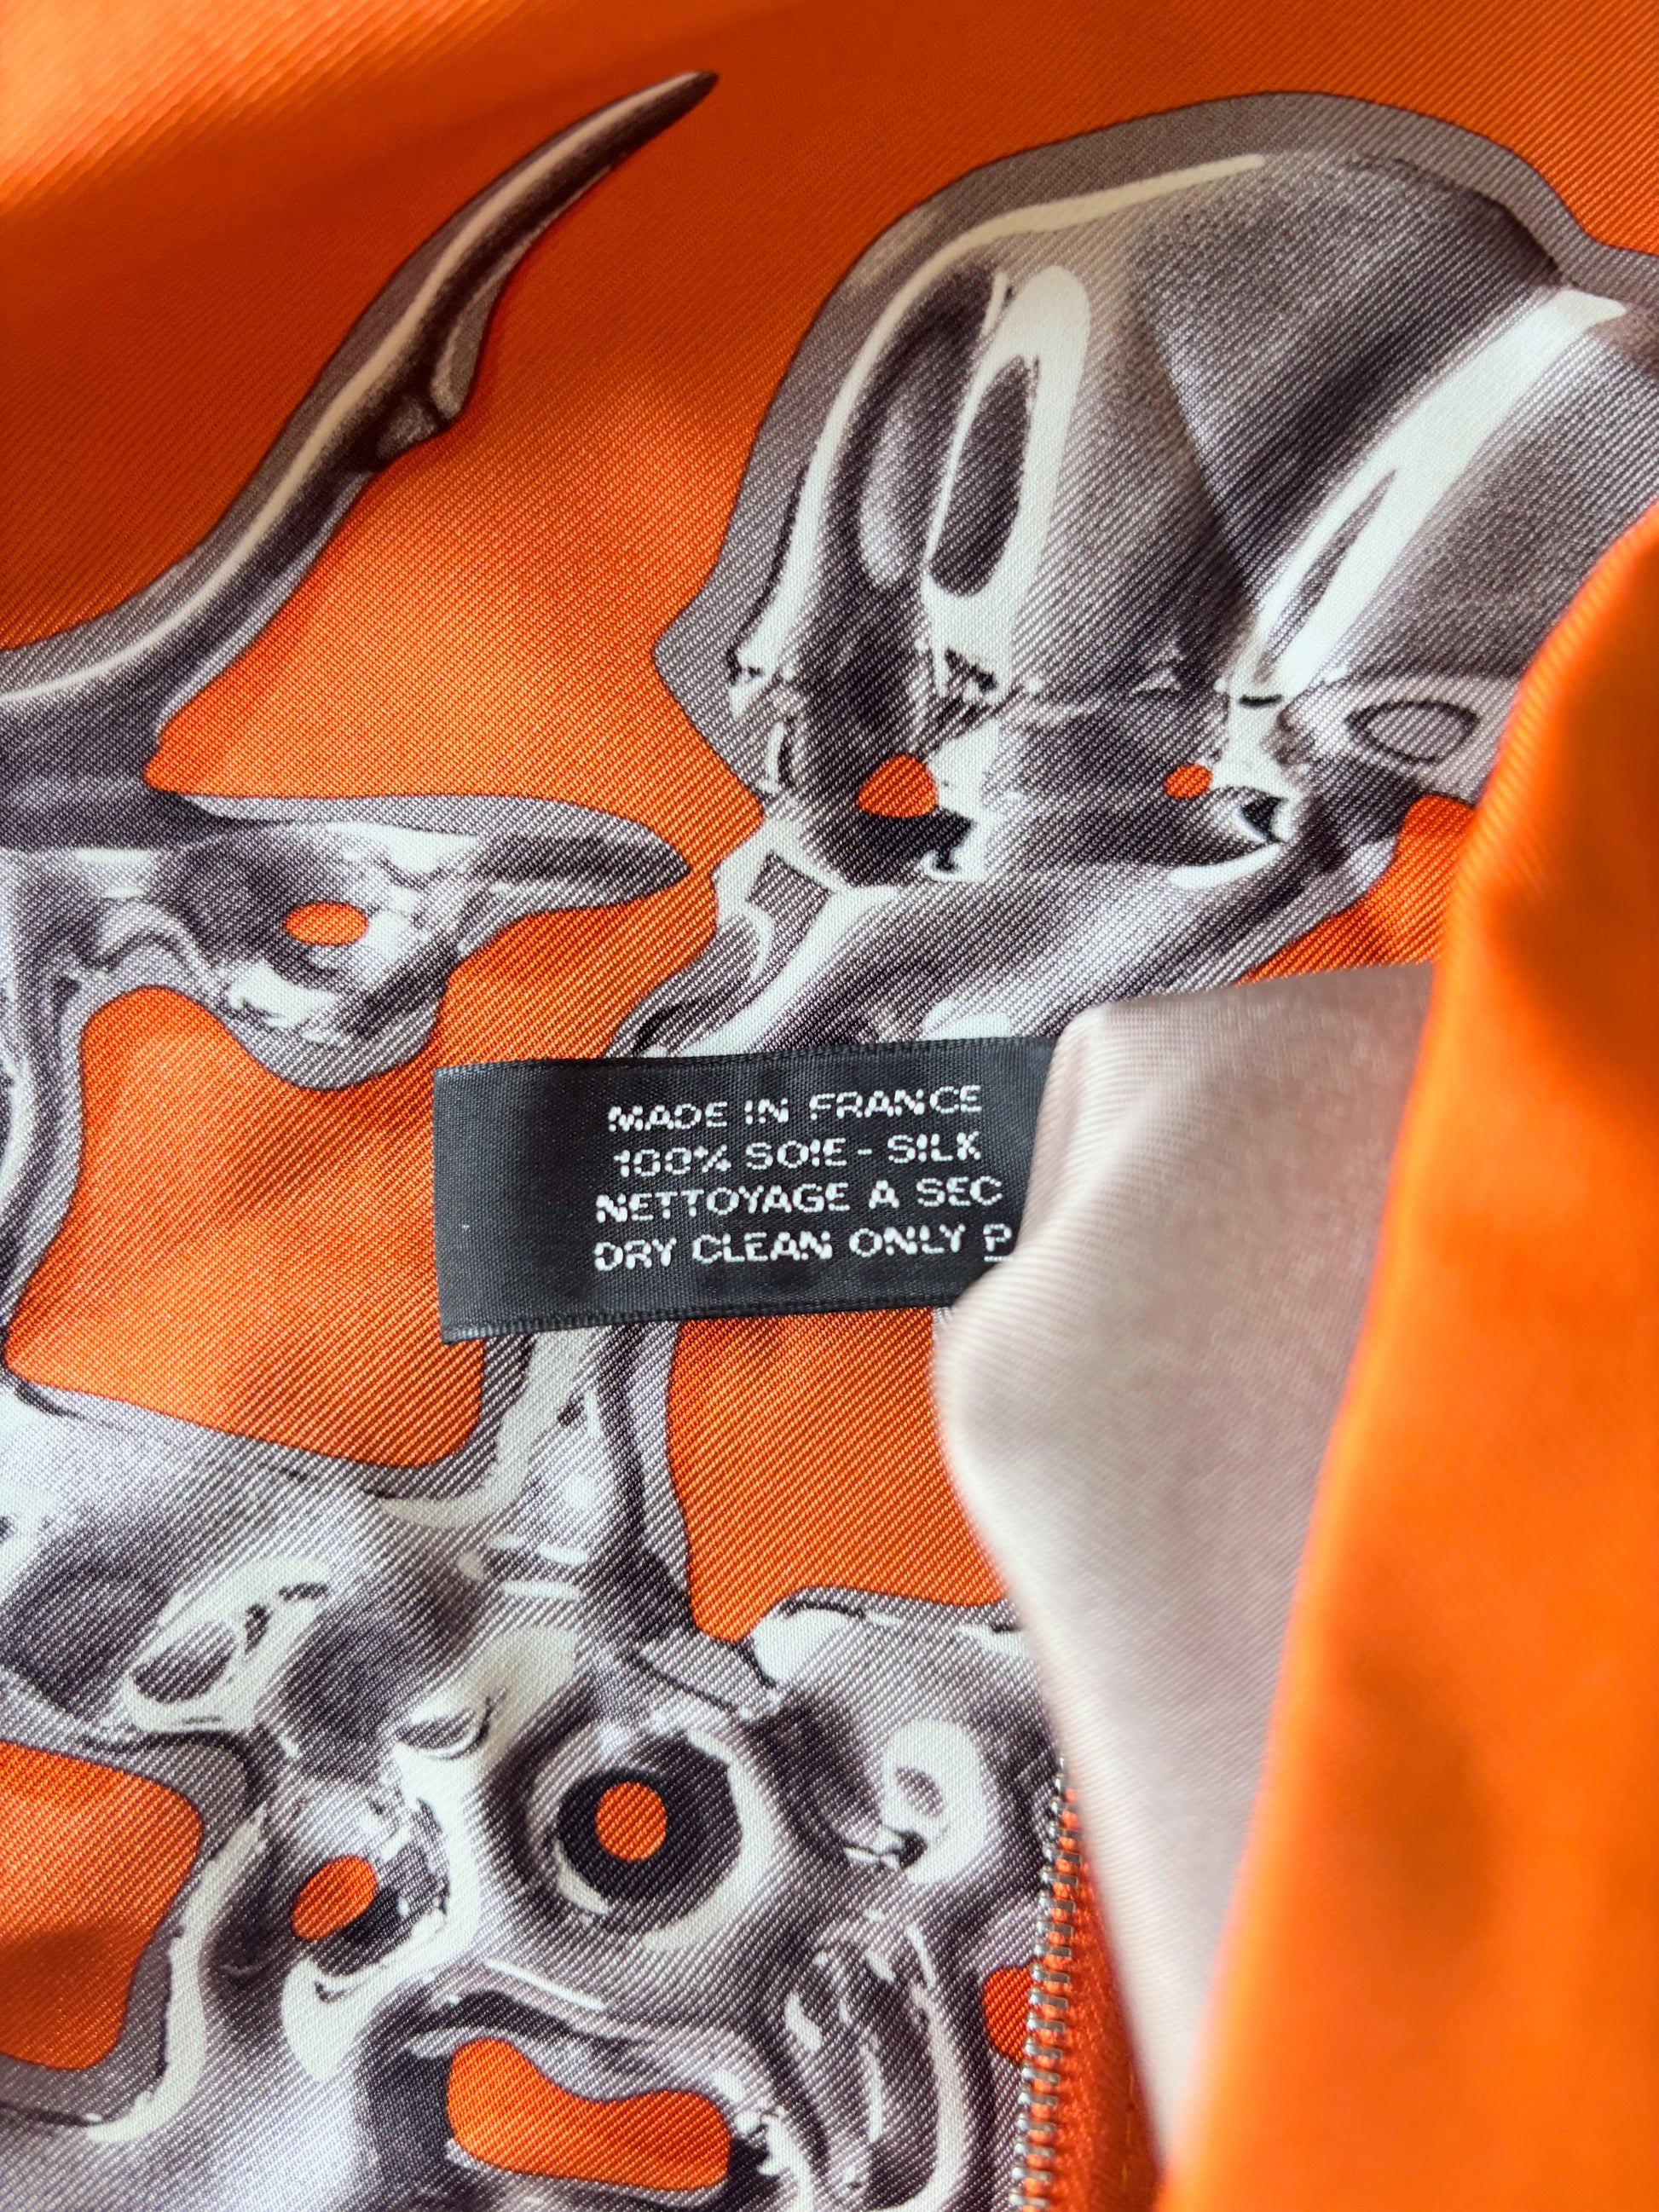 MADE IN FRANCE
100% SOIE - SILK
NETTOYAGE A SEC
DRY CLEAN ONLY P